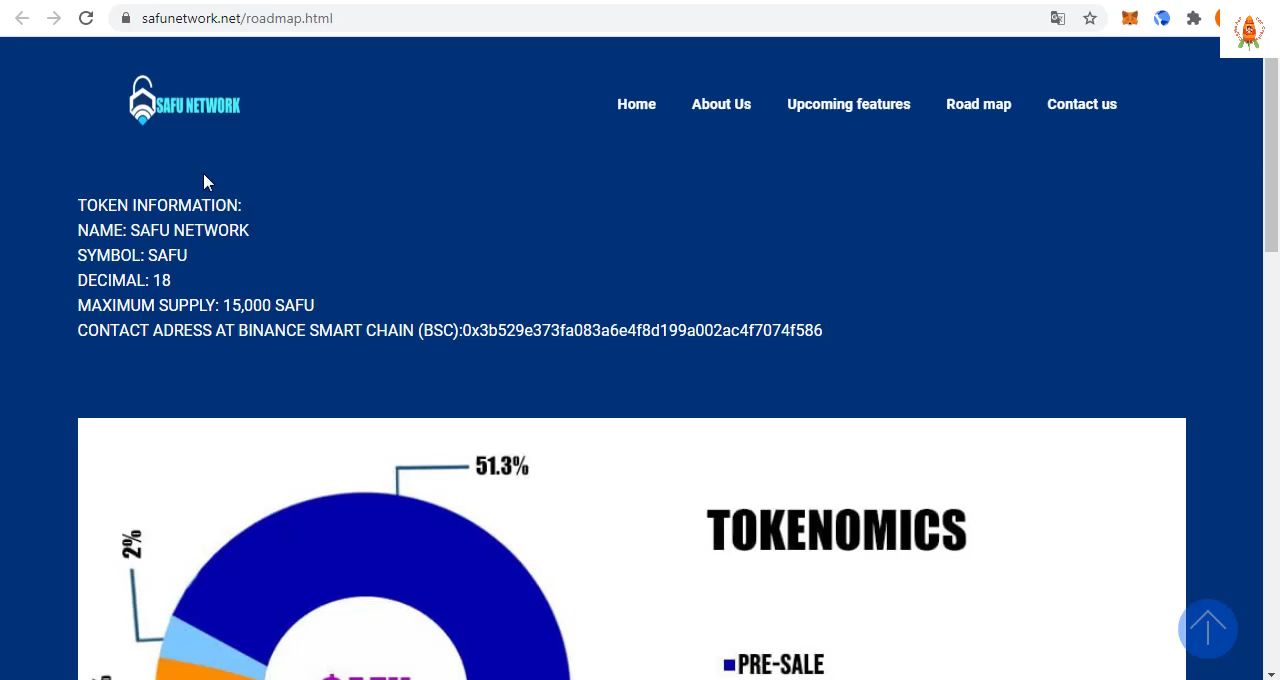 safunetwork.net/roadmap.html
SAFU NETWORK
Home About Us Upcoming features Road map Contact us
TOKEN INFORMATION:
NAME: SAFU NETWORK
SYMBOL: SAFU
DECIMAL: 18
MAXIMUM SUPPLY: 15,000 SAFU
CONTACT ADRESS AT BINANCE SMART CHAIN (BSC):0x3b529e373fa083a6e4f8d199a002ac4f7074f586
51.3%
TOKENOMICS
2%
PRE-SALE